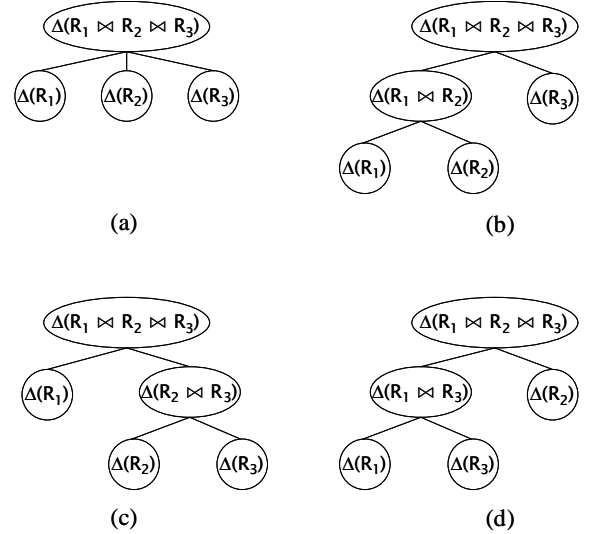 Δ(R₁ ⋈ R₂ ⋈ R₃)
Δ(R₁) Δ(R₂) Δ(R₃)
(a)
Δ(R₁ ⋈ R₂ ⋈ R₃)
Δ(R₁ ⋈ R₂) Δ(R₃)
Δ(R₁) Δ(R₂)
(b)
Δ(R₁ ⋈ R₂ ⋈ R₃)
Δ(R₁) Δ(R₂ ⋈ R₃)
Δ(R₂) Δ(R₃)
(c)
Δ(R₁ ⋈ R₂ ⋈ R₃)
Δ(R₁ ⋈ R₃) Δ(R₂)
Δ(R₁) Δ(R₃)
(d)